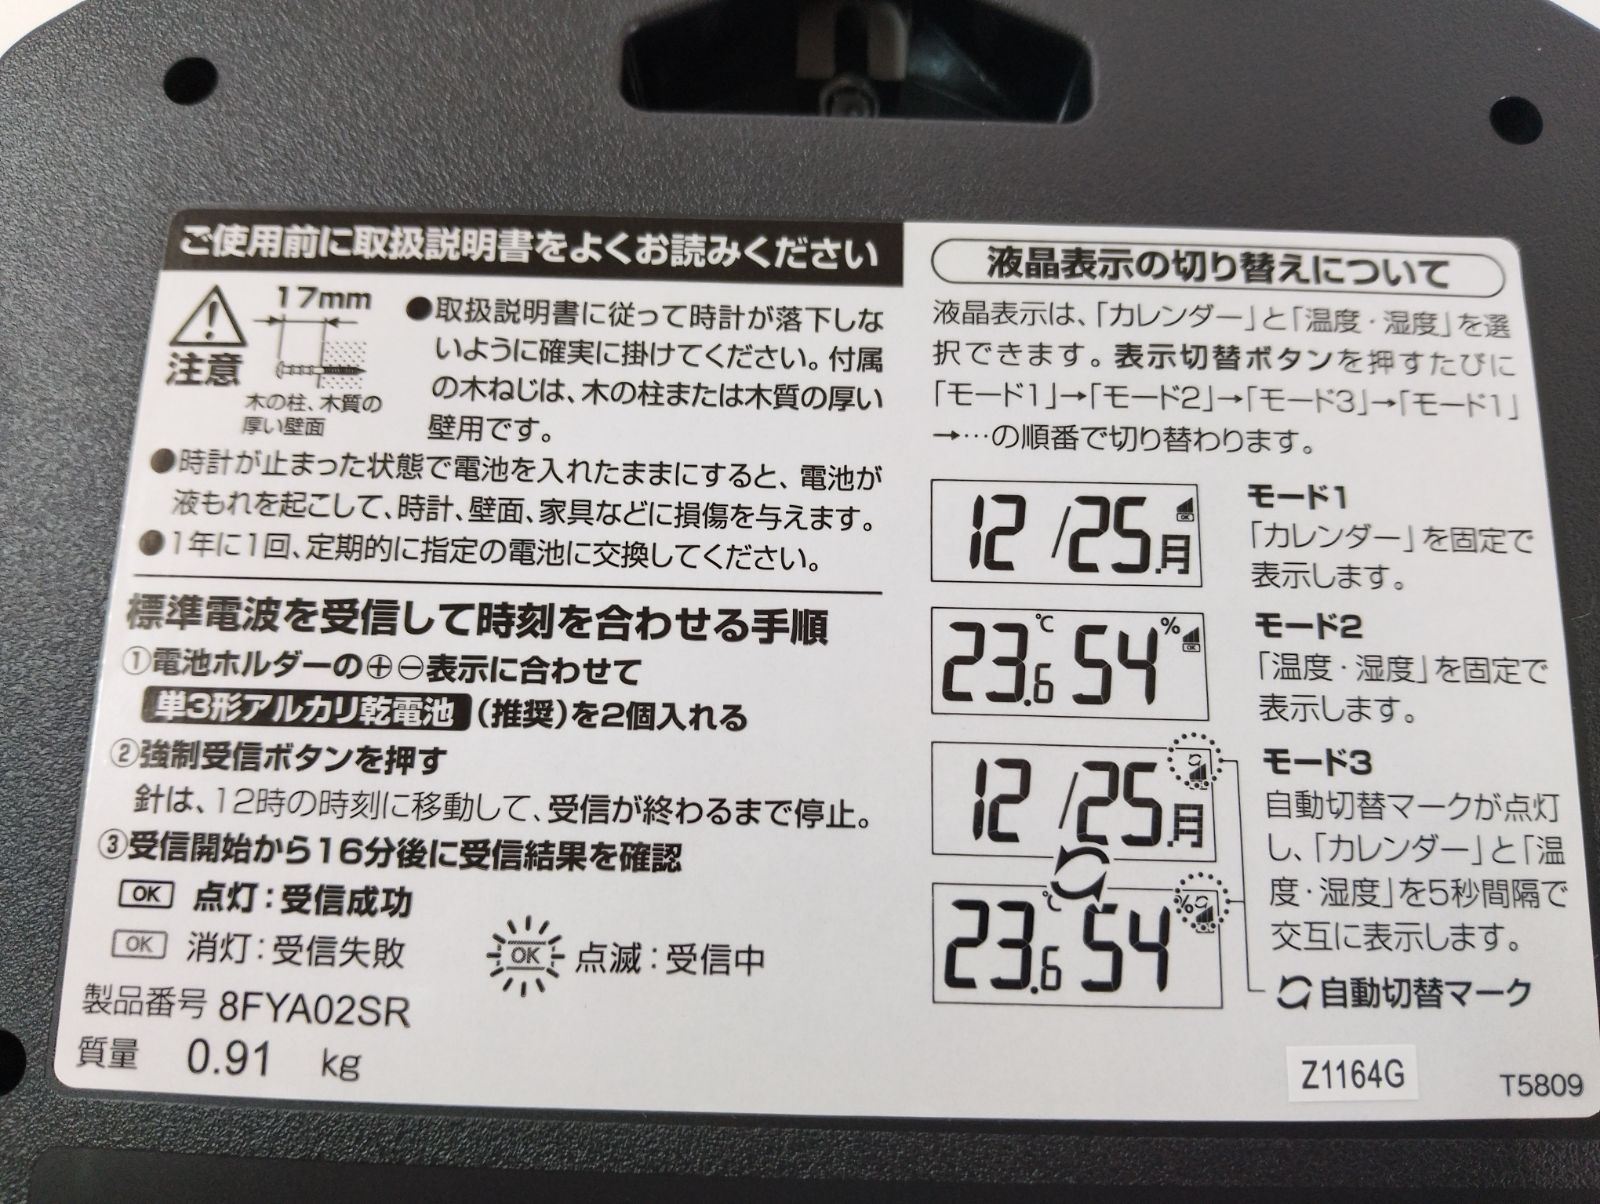 ご使用前に取扱説明書をよくお読みください
注意
17mm
木の柱、木質の
厚い壁面
●取扱説明書に従って時計が落下しな
いように確実に掛けてください。付属
の木ねじは、木の柱または木質の厚い
壁用です。
●時計が止まった状態で電池を入れたままにすると、電池が
液もれを起こして、時計、壁面、家具などに損傷を与えます。
●1年に1回、定期的に指定の電池に交換してください。
標準電波を受信して時刻を合わせる手順
①電池ホルダーの⊕⊖表示に合わせて
単3形アルカリ乾電池(推奨)を2個入れる
②強制受信ボタンを押す
針は、12時の時刻に移動して、受信が終わるまで停止。
③受信開始から16分後に受信結果を確認
OK 点灯：受信成功
OK 消灯：受信失敗
OK 点滅：受信中
製品番号 8FYA02SR
質量 0.91 kg
液晶表示の切り替えについて
液晶表示は、「カレンダー」と「温度・湿度」を選
択できます。表示切替ボタンを押すたびに
「モード1」→「モード2」→「モード3」→「モード1」
→…の順番で切り替わります。
12/25.月 OK
モード1
「カレンダー」を固定で
表示します。
23.6℃ 54% OK
モード2
「温度・湿度」を固定で
表示します。
12/25.月
23.6℃ 54%
モード3
自動切替マークが点灯
し、「カレンダー」と「温
度・湿度」を5秒間隔で
交互に表示します。
自動切替マーク
Z1164G
T5809